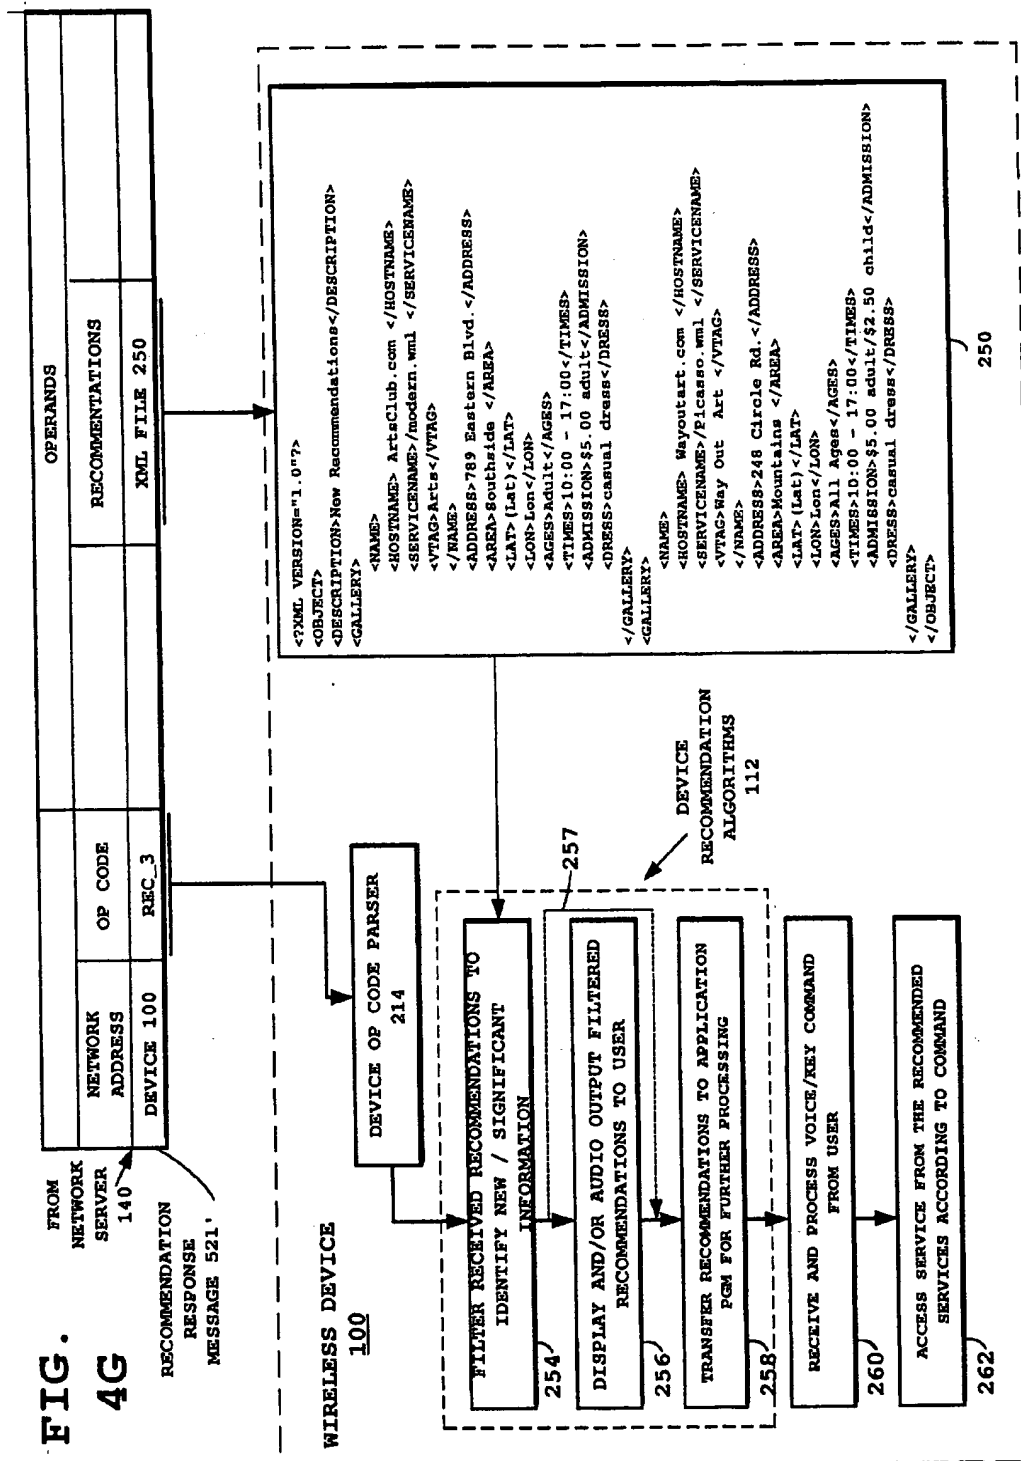 FIG.
4G
FROM
NETWORK
SERVER
140
RECOMMENDATION
RESPONSE
MESSAGE 521'
OPERANDS
NETWORK
ADDRESS
OP CODE
RECOMMENTATIONS
DEVICE 100
REC_3
XML FILE 250
WIRELESS DEVICE
100
DEVICE OP CODE PARSER
214
FILTER RECEIVED RECOMMENDATIONS TO
IDENTIFY NEW / SIGNIFICANT
INFORMATION
254
257
DISPLAY AND/OR AUDIO OUTPUT FILTERED
RECOMMENDATIONS TO USER
256
TRANSFER RECOMMENDATIONS TO APPLICATION
PGM FOR FURTHER PROCESSING
258
RECEIVE AND PROCESS VOICE/KEY COMMAND
FROM USER
260
ACCESS SERVICE FROM THE RECOMMENDED
SERVICES ACCORDING TO COMMAND
262
DEVICE
RECOMMENDATION
ALGORITHMS
112
<?XML VERSION="1.0"?>
<OBJECT>
<DESCRIPTION>New Recommendations</DESCRIPTION>
<GALLERY>
<NAME>
<HOSTNAME> ArtsClub.com </HOSTNAME>
<SERVICENAME>/modern.wml </SERVICENAME>
<VTAG>Arts</VTAG>
</NAME>
<ADDRESS>789 Eastern Blvd.</ADDRESS>
<AREA>Southside </AREA>
<LAT>(Lat)</LAT>
<LON>Lon</LON>
<AGES>Adult</AGES>
<TIMES>10:00 - 17:00</TIMES>
<ADMISSION>$5.00 adult</ADMISSION>
<DRESS>casual dress</DRESS>
</GALLERY>
<GALLERY>
<NAME>
<HOSTNAME> Wayoutart.com </HOSTNAME>
<SERVICENAME>/Picasso.wml </SERVICENAME>
<VTAG>Way Out Art </VTAG>
</NAME>
<ADDRESS>248 Circle Rd.</ADDRESS>
<AREA>Mountains </AREA>
<LAT>(Lat)</LAT>
<LON>Lon</LON>
<AGES>All Ages</AGES>
<TIMES>10:00 - 17:00</TIMES>
<ADMISSION>$5.00 adult/$2.50 child</ADMISSION>
<DRESS>casual dress</DRESS>
</GALLERY>
</OBJECT>
250